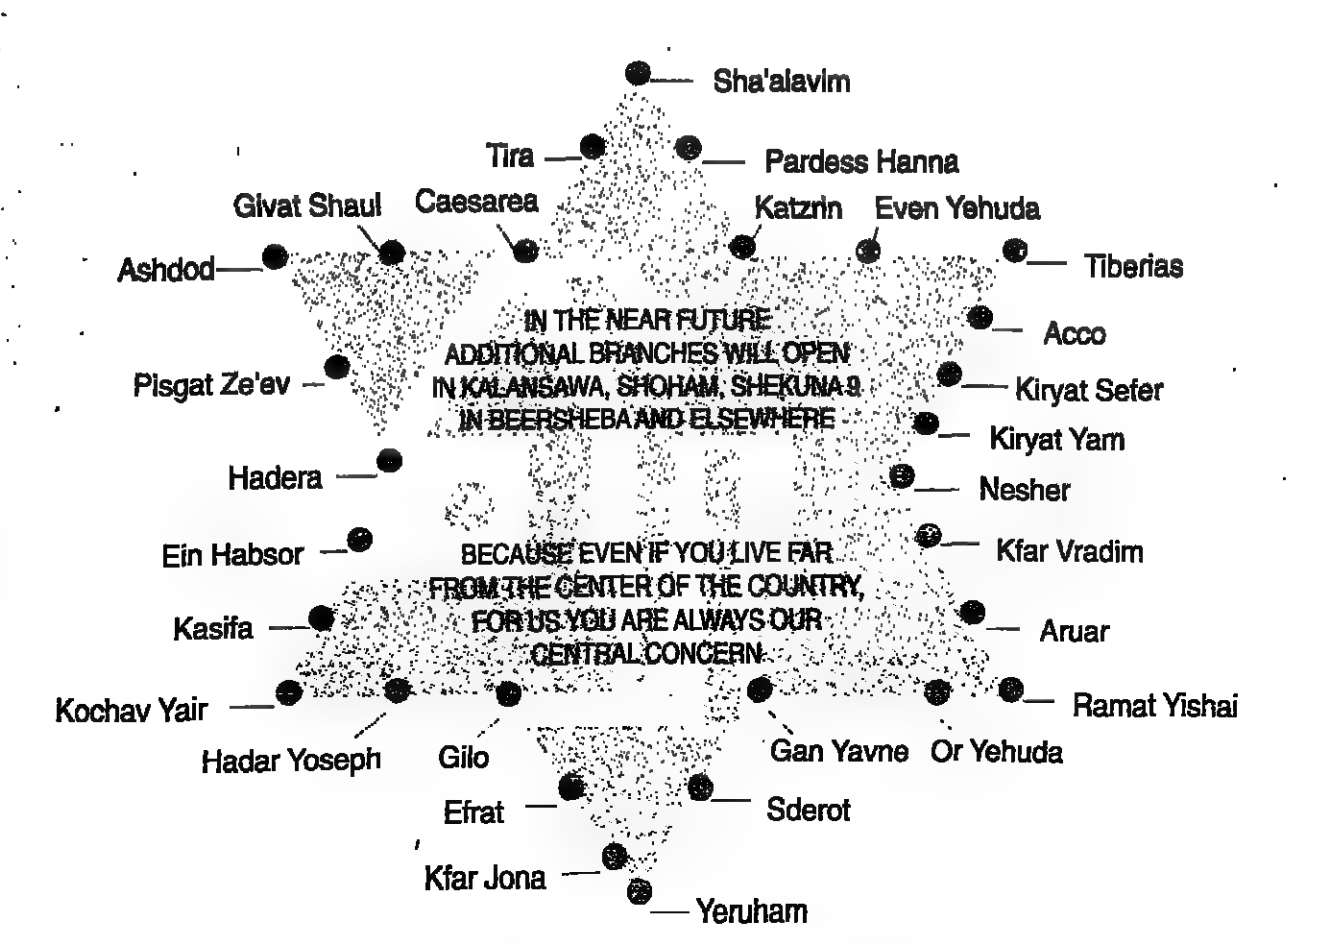 Sha'alavim
Tira
Pardess Hanna
Givat Shaul
Caesarea
Katzrin
Even Yehuda
Ashdod
Tiberias
IN THE NEAR FUTURE
ADDITIONAL BRANCHES WILL OPEN
IN KALANSAWA, SHOHAM, SHEKUNA 9
IN BEERSHEBA AND ELSEWHERE
Acco
Pisgat Ze'ev
Kiryat Sefer
Kiryat Yam
Hadera
Nesher
Ein Habsor
Kfar Vradim
BECAUSE EVEN IF YOU LIVE FAR
FROM THE CENTER OF THE COUNTRY,
FOR US YOU ARE ALWAYS OUR
CENTRAL CONCERN
Kasifa
Aruar
Kochav Yair
Ramat Yishai
Hadar Yoseph
Gilo
Gan Yavne
Or Yehuda
Efrat
Sderot
Kfar Jona
Yeruham